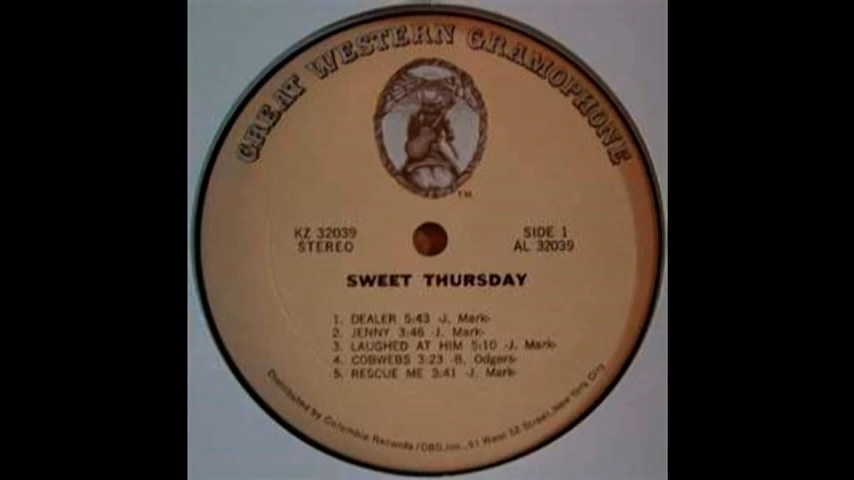 GREAT WESTERN GRAMOPHONE
TM
KZ 32039
STEREO
SIDE 1
AL 32039
SWEET THURSDAY
1. DEALER 5:43 -J. Mark-
2. JENNY 3:46 -J. Mark-
3. LAUGHED AT HIM 5:10 -J. Mark-
4. COBWEBS 3:23 -B. Odgers-
5. RESCUE ME 3:41 -J. Mark-
Distributed by Columbia Records/CBS, Inc., 51 West 52 Street, New York City